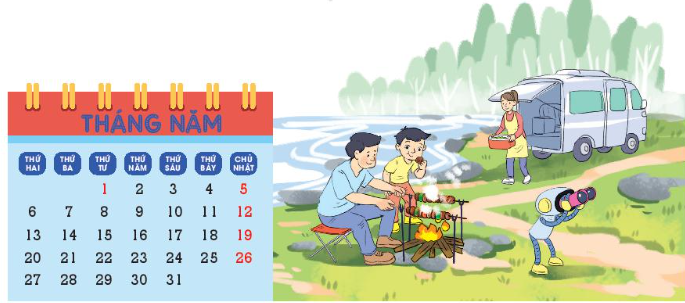 THÁNG NĂM
THỨ HAI THỨ BA THỨ TƯ THỨ NĂM THỨ SÁU THỨ BẢY CHỦ NHẬT
1 2 3 4 5
6 7 8 9 10 11 12
13 14 15 16 17 18 19
20 21 22 23 24 25 26
27 28 29 30 31